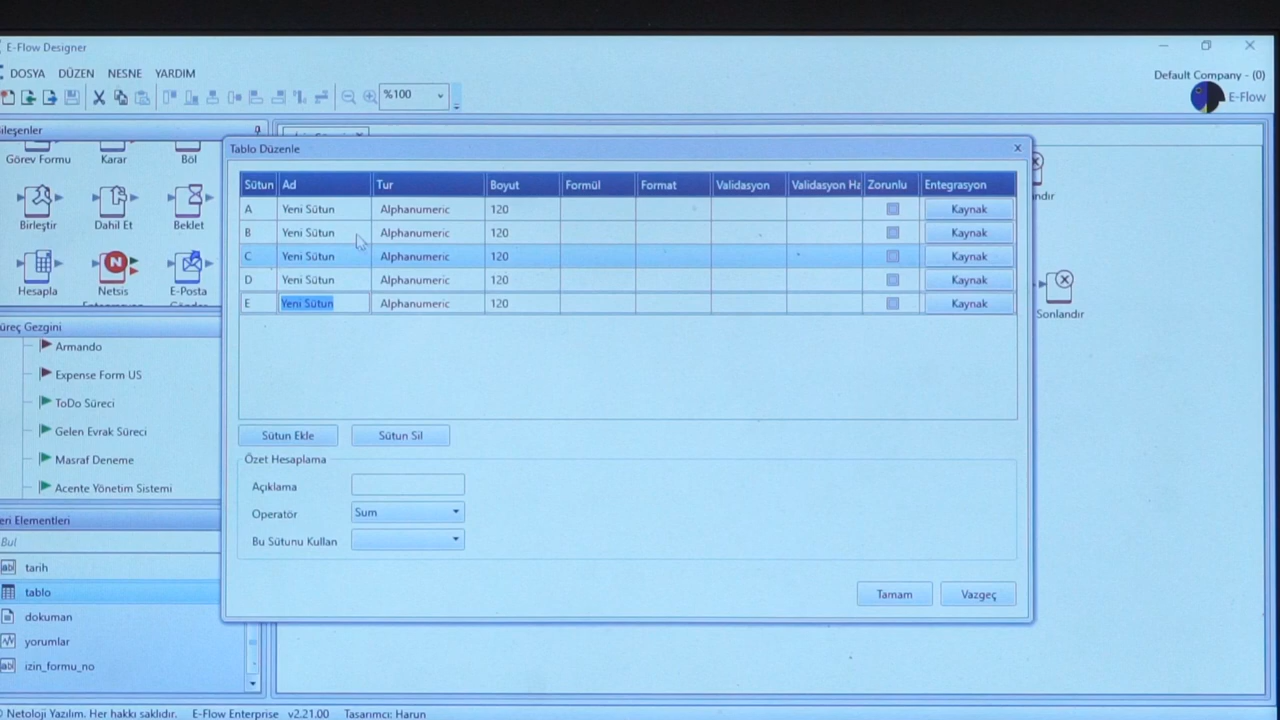 E-Flow Designer
DOSYA DÜZEN NESNE YARDIM
Default Company - (0)
%100
E-Flow
ileşenler
Görev Formu Karar Böl
Birleştir Dahil Et Beklet
Hesapla Netsis E-Posta
üreç Gezgini
Armando
Expense Form US
ToDo Süreci
Gelen Evrak Süreci
Masraf Deneme
Acente Yönetim Sistemi
eri Elementleri
Bul
tarih
tablo
dokuman
yorumlar
izin_formu_no
Tablo Düzenle
Sütun Ad Tur Boyut Formül Format Validasyon Validasyon Ha Zorunlu Entegrasyon
A Yeni Sütun Alphanumeric 120 Kaynak
B Yeni Sütun Alphanumeric 120 Kaynak
C Yeni Sütun Alphanumeric 120 Kaynak
D Yeni Sütun Alphanumeric 120 Kaynak
E Yeni Sütun Alphanumeric 120 Kaynak
Sütun Ekle Sütun Sil
Özet Hesaplama
Açıklama
Operatör Sum
Bu Sütunu Kullan
Tamam Vazgeç
ndır
Sonlandır
Netoloji Yazılım. Her hakkı saklıdır. E-Flow Enterprise v2.21.00 Tasarımcı: Harun